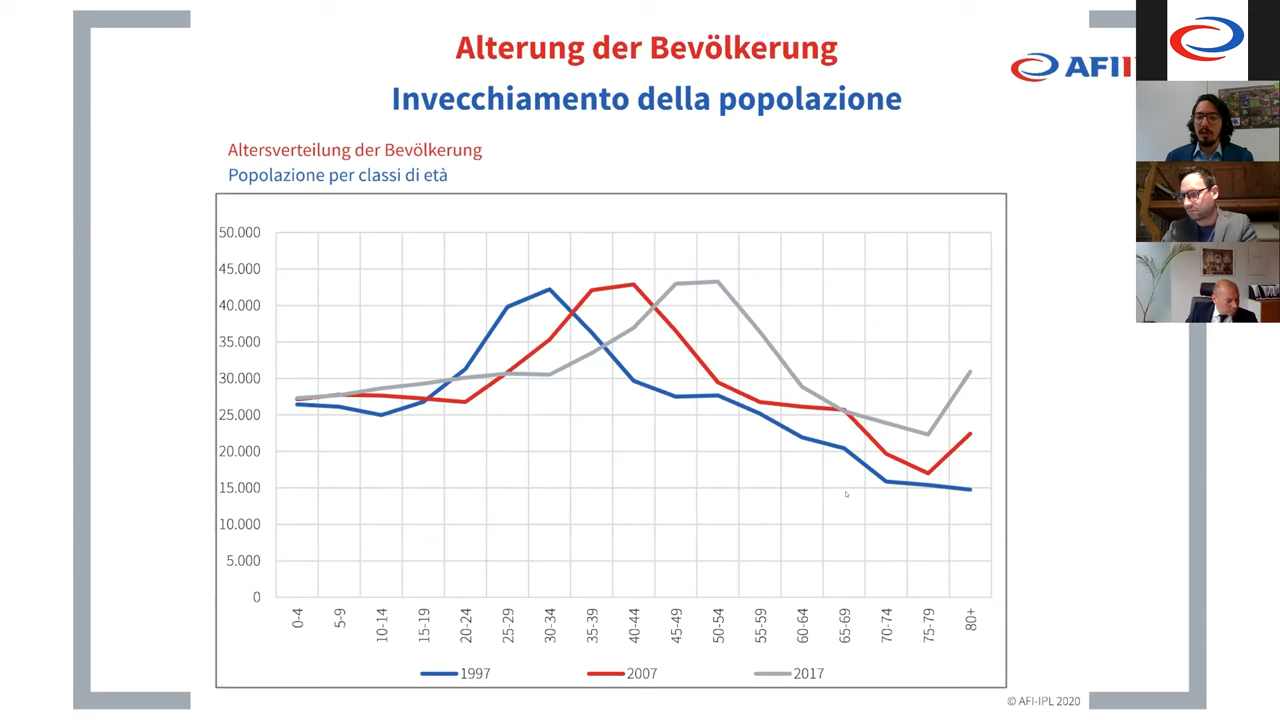 Alterung der Bevölkerung
Invecchiamento della popolazione
AFI
Altersverteilung der Bevölkerung
Popolazione per classi di età
50.000
45.000
40.000
35.000
30.000
25.000
20.000
15.000
10.000
5.000
0
0-4 5-9 10-14 15-19 20-24 25-29 30-34 35-39 40-44 45-49 50-54 55-59 60-64 65-69 70-74 75-79 80+
1997 2007 2017
© AFI-IPL 2020